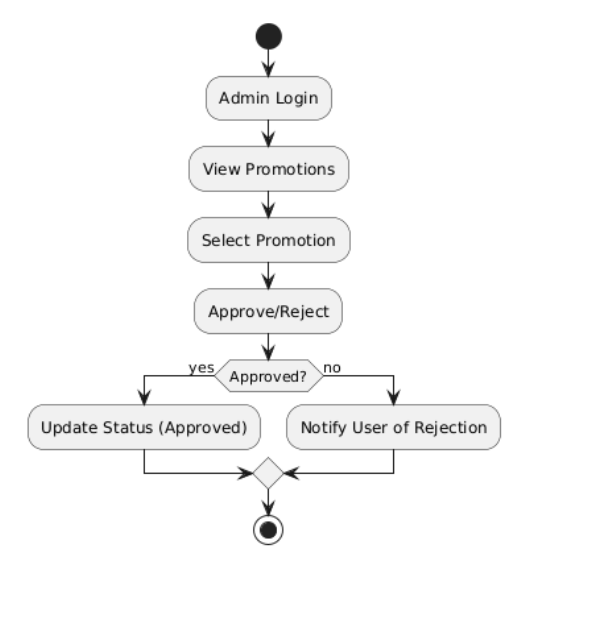 Admin Login
View Promotions
Select Promotion
Approve/Reject
yes
Approved?
no
Update Status (Approved)
Notify User of Rejection